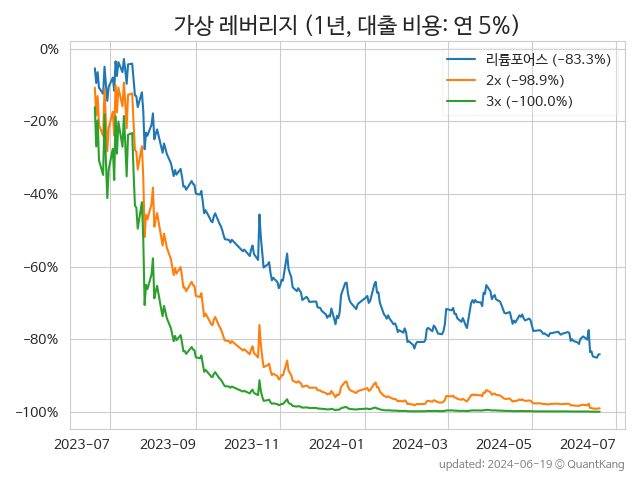 가상 레버리지 (1년, 대출 비용: 연 5%)
리튬포어스 (−83.3%)
2x (−98.9%)
3x (−100.0%)
0%
−20%
−40%
−60%
−80%
−100%
2023-07
2023-09
2023-11
2024-01
2024-03
2024-05
2024-07
updated: 2024-06-19 © QuantKang